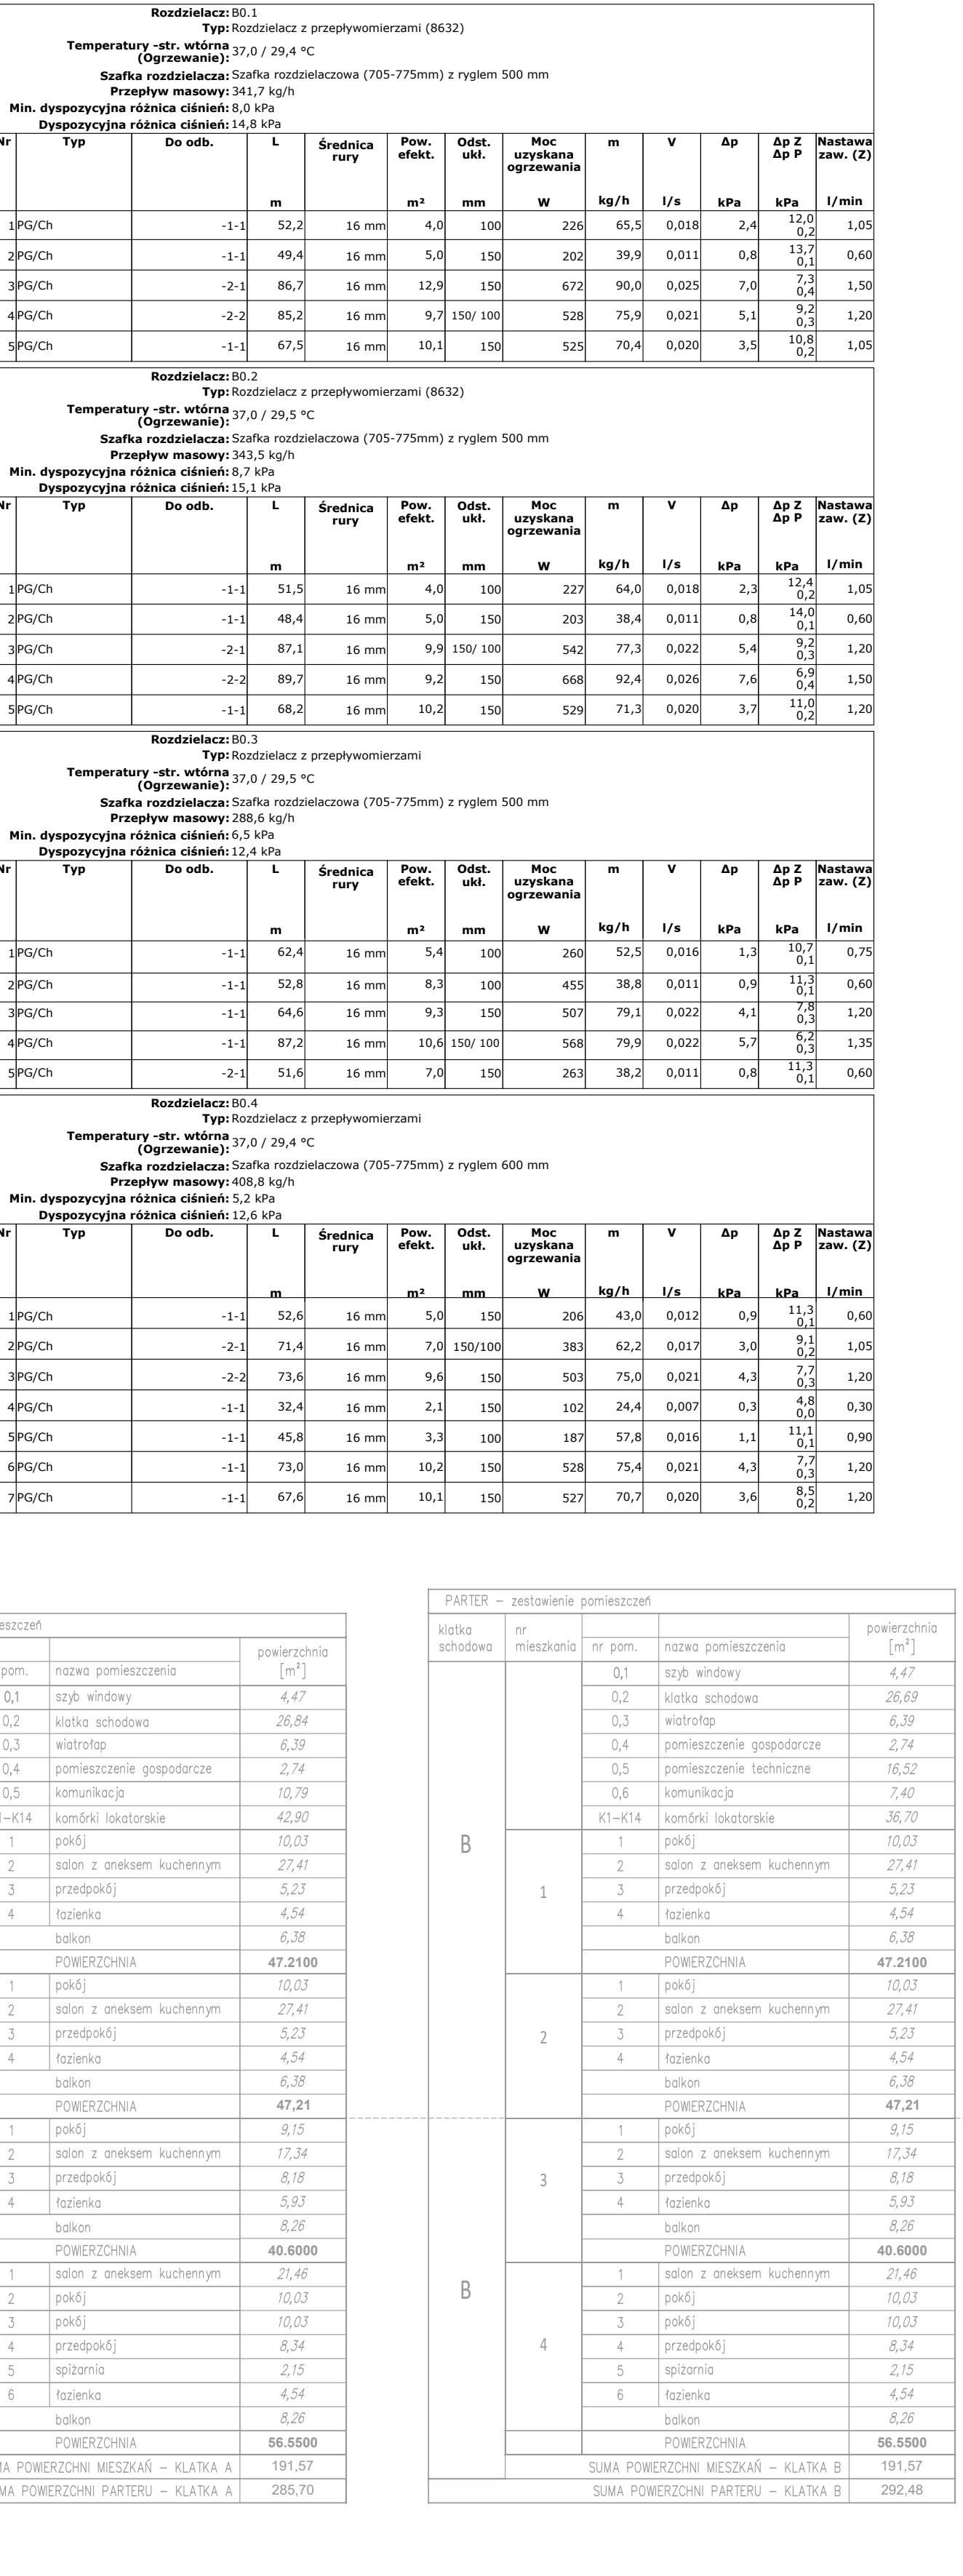 Rozdzielacz: B0.1
Typ: Rozdzielacz z przepływomierzami (8632)
Temperatury -str. wtórna (Ogrzewanie): 37,0 / 29,4 °C
Szafka rozdzielacza: Szafka rozdzielaczowa (705-775mm) z ryglem 500 mm
Przepływ masowy: 341,7 kg/h
Min. dyspozycyjna różnica ciśnień: 8,0 kPa
Dyspozycyjna różnica ciśnień: 14,8 kPa
Nr Typ Do odb. L Średnica rury Pow. efekt. Odst. ukł. Moc uzyskana ogrzewania m V Δp Δp Z Δp P Nastawa zaw. (Z)
m m² mm W kg/h l/s kPa kPa l/min
1 PG/Ch -1-1 52,2 16 mm 4,0 100 226 65,5 0,018 2,4 12,0 0,2 1,05
2 PG/Ch -1-1 49,4 16 mm 5,0 150 202 39,9 0,011 0,8 13,7 0,1 0,60
3 PG/Ch -2-1 86,7 16 mm 12,9 150 672 90,0 0,025 7,0 7,3 0,4 1,50
4 PG/Ch -2-2 85,2 16 mm 9,7 150/ 100 528 75,9 0,021 5,1 9,2 0,3 1,20
5 PG/Ch -1-1 67,5 16 mm 10,1 150 525 70,4 0,020 3,5 10,8 0,2 1,05
Rozdzielacz: B0.2
Typ: Rozdzielacz z przepływomierzami (8632)
Temperatury -str. wtórna (Ogrzewanie): 37,0 / 29,5 °C
Szafka rozdzielacza: Szafka rozdzielaczowa (705-775mm) z ryglem 500 mm
Przepływ masowy: 343,5 kg/h
Min. dyspozycyjna różnica ciśnień: 8,7 kPa
Dyspozycyjna różnica ciśnień: 15,1 kPa
Nr Typ Do odb. L Średnica rury Pow. efekt. Odst. ukł. Moc uzyskana ogrzewania m V Δp Δp Z Δp P Nastawa zaw. (Z)
m m² mm W kg/h l/s kPa kPa l/min
1 PG/Ch -1-1 51,5 16 mm 4,0 100 227 64,0 0,018 2,3 12,4 0,2 1,05
2 PG/Ch -1-1 48,4 16 mm 5,0 150 203 38,4 0,011 0,8 14,0 0,1 0,60
3 PG/Ch -2-1 87,1 16 mm 9,9 150/ 100 542 77,3 0,022 5,4 9,2 0,3 1,20
4 PG/Ch -2-2 89,7 16 mm 9,2 150 668 92,4 0,026 7,6 6,9 0,4 1,50
5 PG/Ch -1-1 68,2 16 mm 10,2 150 529 71,3 0,020 3,7 11,0 0,2 1,20
Rozdzielacz: B0.3
Typ: Rozdzielacz z przepływomierzami
Temperatury -str. wtórna (Ogrzewanie): 37,0 / 29,5 °C
Szafka rozdzielacza: Szafka rozdzielaczowa (705-775mm) z ryglem 500 mm
Przepływ masowy: 288,6 kg/h
Min. dyspozycyjna różnica ciśnień: 6,5 kPa
Dyspozycyjna różnica ciśnień: 12,4 kPa
Nr Typ Do odb. L Średnica rury Pow. efekt. Odst. ukł. Moc uzyskana ogrzewania m V Δp Δp Z Δp P Nastawa zaw. (Z)
m m² mm W kg/h l/s kPa kPa l/min
1 PG/Ch -1-1 62,4 16 mm 5,4 100 260 52,5 0,016 1,3 10,7 0,1 0,75
2 PG/Ch -1-1 52,8 16 mm 8,3 100 455 38,8 0,011 0,9 11,3 0,1 0,60
3 PG/Ch -1-1 64,6 16 mm 9,3 150 507 79,1 0,022 4,1 7,8 0,3 1,20
4 PG/Ch -1-1 87,2 16 mm 10,6 150/ 100 568 79,9 0,022 5,7 6,2 0,3 1,35
5 PG/Ch -2-1 51,6 16 mm 7,0 150 263 38,2 0,011 0,8 11,3 0,1 0,60
Rozdzielacz: B0.4
Typ: Rozdzielacz z przepływomierzami
Temperatury -str. wtórna (Ogrzewanie): 37,0 / 29,4 °C
Szafka rozdzielacza: Szafka rozdzielaczowa (705-775mm) z ryglem 600 mm
Przepływ masowy: 408,8 kg/h
Min. dyspozycyjna różnica ciśnień: 5,2 kPa
Dyspozycyjna różnica ciśnień: 12,6 kPa
Nr Typ Do odb. L Średnica rury Pow. efekt. Odst. ukł. Moc uzyskana ogrzewania m V Δp Δp Z Δp P Nastawa zaw. (Z)
m m² mm W kg/h l/s kPa kPa l/min
1 PG/Ch -1-1 52,6 16 mm 5,0 150 206 43,0 0,012 0,9 11,3 0,1 0,60
2 PG/Ch -2-1 71,4 16 mm 7,0 150/100 383 62,2 0,017 3,0 9,1 0,2 1,05
3 PG/Ch -2-2 73,6 16 mm 9,6 150 503 75,0 0,021 4,3 7,7 0,3 1,20
4 PG/Ch -1-1 32,4 16 mm 2,1 150 102 24,4 0,007 0,3 4,8 0,0 0,30
5 PG/Ch -1-1 45,8 16 mm 3,3 100 187 57,8 0,016 1,1 11,1 0,1 0,90
6 PG/Ch -1-1 73,0 16 mm 10,2 150 528 75,4 0,021 4,3 7,7 0,3 1,20
7 PG/Ch -1-1 67,6 16 mm 10,1 150 527 70,7 0,020 3,6 8,5 0,2 1,20
eszczeń
pom. nazwa pomieszczenia powierzchnia [m²]
0,1 szyb windowy 4,47
0,2 klatka schodowa 26,84
0,3 wiatrołap 6,39
0,4 pomieszczenie gospodarcze 2,74
0,5 komunikacja 10,79
1-K14 komórki lokatorskie 42,90
1 pokój 10,03
2 salon z aneksem kuchennym 27,41
3 przedpokój 5,23
4 łazienka 4,54
balkon 6,38
POWIERZCHNIA 47.2100
1 pokój 10,03
2 salon z aneksem kuchennym 27,41
3 przedpokój 5,23
4 łazienka 4,54
balkon 6,38
POWIERZCHNIA 47,21
1 pokój 9,15
2 salon z aneksem kuchennym 17,34
3 przedpokój 8,18
4 łazienka 5,93
balkon 8,26
POWIERZCHNIA 40.6000
1 salon z aneksem kuchennym 21,46
2 pokój 10,03
3 pokój 10,03
4 przedpokój 8,34
5 spiżarnia 2,15
6 łazienka 4,54
balkon 8,26
POWIERZCHNIA 56.5500
MA POWIERZCHNI MIESZKAŃ – KLATKA A 191,57
MA POWIERZCHNI PARTERU – KLATKA A 285,70
PARTER – zestawienie pomieszczeń
klatka schodowa nr mieszkania nr pom. nazwa pomieszczenia powierzchnia [m²]
0,1 szyb windowy 4,47
0,2 klatka schodowa 26,69
0,3 wiatrołap 6,39
0,4 pomieszczenie gospodarcze 2,74
0,5 pomieszczenie techniczne 16,52
0,6 komunikacja 7,40
K1-K14 komórki lokatorskie 36,70
B
1
1 pokój 10,03
2 salon z aneksem kuchennym 27,41
3 przedpokój 5,23
4 łazienka 4,54
balkon 6,38
POWIERZCHNIA 47.2100
2
1 pokój 10,03
2 salon z aneksem kuchennym 27,41
3 przedpokój 5,23
4 łazienka 4,54
balkon 6,38
POWIERZCHNIA 47,21
3
1 pokój 9,15
2 salon z aneksem kuchennym 17,34
3 przedpokój 8,18
4 łazienka 5,93
balkon 8,26
POWIERZCHNIA 40.6000
B
4
1 salon z aneksem kuchennym 21,46
2 pokój 10,03
3 pokój 10,03
4 przedpokój 8,34
5 spiżarnia 2,15
6 łazienka 4,54
balkon 8,26
POWIERZCHNIA 56.5500
SUMA POWIERZCHNI MIESZKAŃ – KLATKA B 191,57
SUMA POWIERZCHNI PARTERU – KLATKA B 292,48